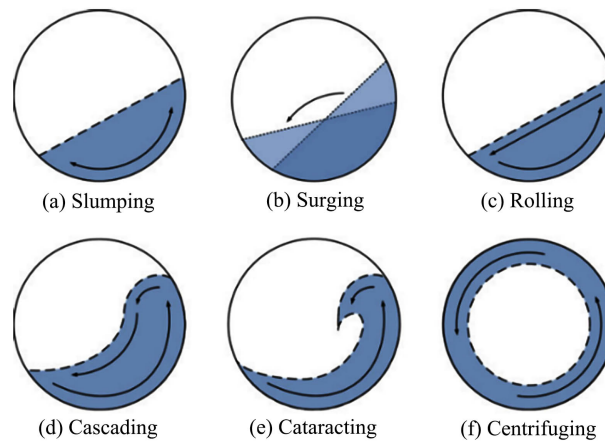 (a) Slumping
(b) Surging
(c) Rolling
(d) Cascading
(e) Cataracting
(f) Centrifuging